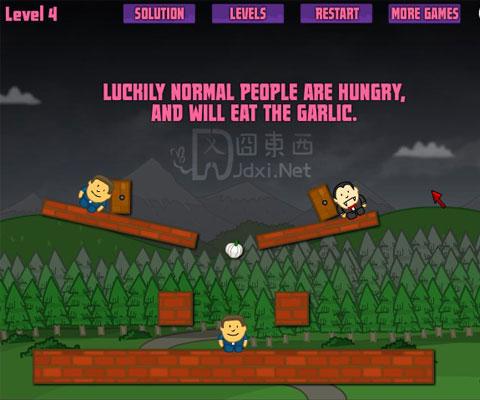 Level 4
SOLUTION
LEVELS
RESTART
MORE GAMES
LUCKILY NORMAL PEOPLE ARE HUNGRY,
AND WILL EAT THE GARLIC.
囧東西
Jdxi.Net